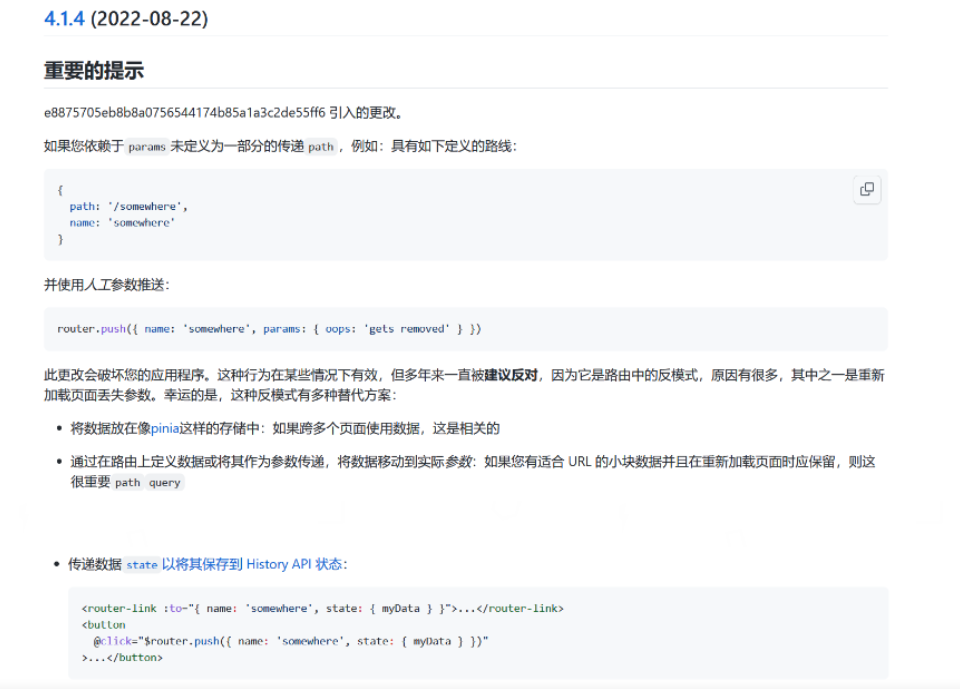 4.1.4 (2022-08-22)
重要的提示
e8875705eb8b8a0756544174b85a1a3c2de55ff6 引入的更改。
如果您依赖于 params 未定义为一部分的传递 path ，例如：具有如下定义的路线：
{
  path: '/somewhere',
  name: 'somewhere'
}
并使用人工参数推送：
router.push({ name: 'somewhere', params: { oops: 'gets removed' } })
此更改会破坏您的应用程序。这种行为在某些情况下有效，但多年来一直被建议反对，因为它是路由中的反模式，原因有很多，其中之一是重新
加载页面丢失参数。幸运的是，这种反模式有多种替代方案：
• 将数据放在像pinia这样的存储中：如果跨多个页面使用数据，这是相关的
• 通过在路由上定义数据或将其作为参数传递，将数据移动到实际参数：如果您有适合 URL 的小块数据并且在重新加载页面时应保留，则这
很重要 path query
• 传递数据 state 以将其保存到 History API 状态：
<router-link :to="{ name: 'somewhere', state: { myData } }">...</router-link>
<button
  @click="$router.push({ name: 'somewhere', state: { myData } })"
>...</button>